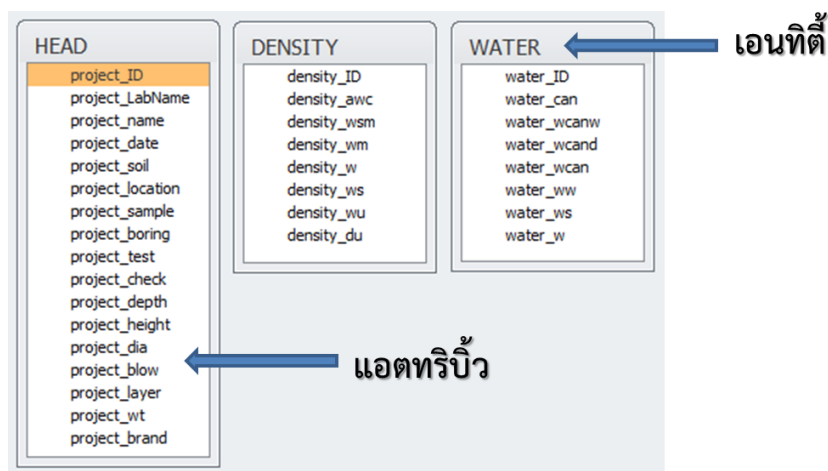 HEAD
project_ID
project_LabName
project_name
project_date
project_soil
project_location
project_sample
project_boring
project_test
project_check
project_depth
project_height
project_dia
project_blow
project_layer
project_wt
project_brand
DENSITY
density_ID
density_awc
density_wsm
density_wm
density_w
density_ws
density_wu
density_du
WATER
water_ID
water_can
water_wcanw
water_wcand
water_wcan
water_ww
water_ws
water_w
เอนทิตี้
แอตทริบิ้ว